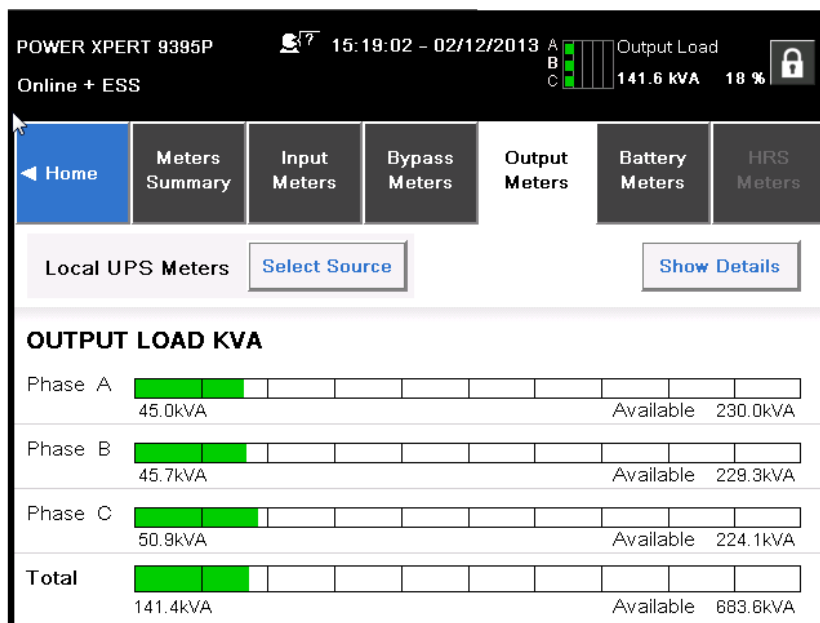 POWER XPERT 9395P
? 15:19:02 - 02/12/2013
Online + ESS
A
B
C
Output Load
141.6 kVA 18 %
◀ Home
Meters Summary
Input Meters
Bypass Meters
Output Meters
Battery Meters
HRS Meters
Local UPS Meters
Select Source
Show Details
OUTPUT LOAD KVA
Phase A
45.0kVA Available 230.0kVA
Phase B
45.7kVA Available 229.3kVA
Phase C
50.9kVA Available 224.1kVA
Total
141.4kVA Available 683.6kVA